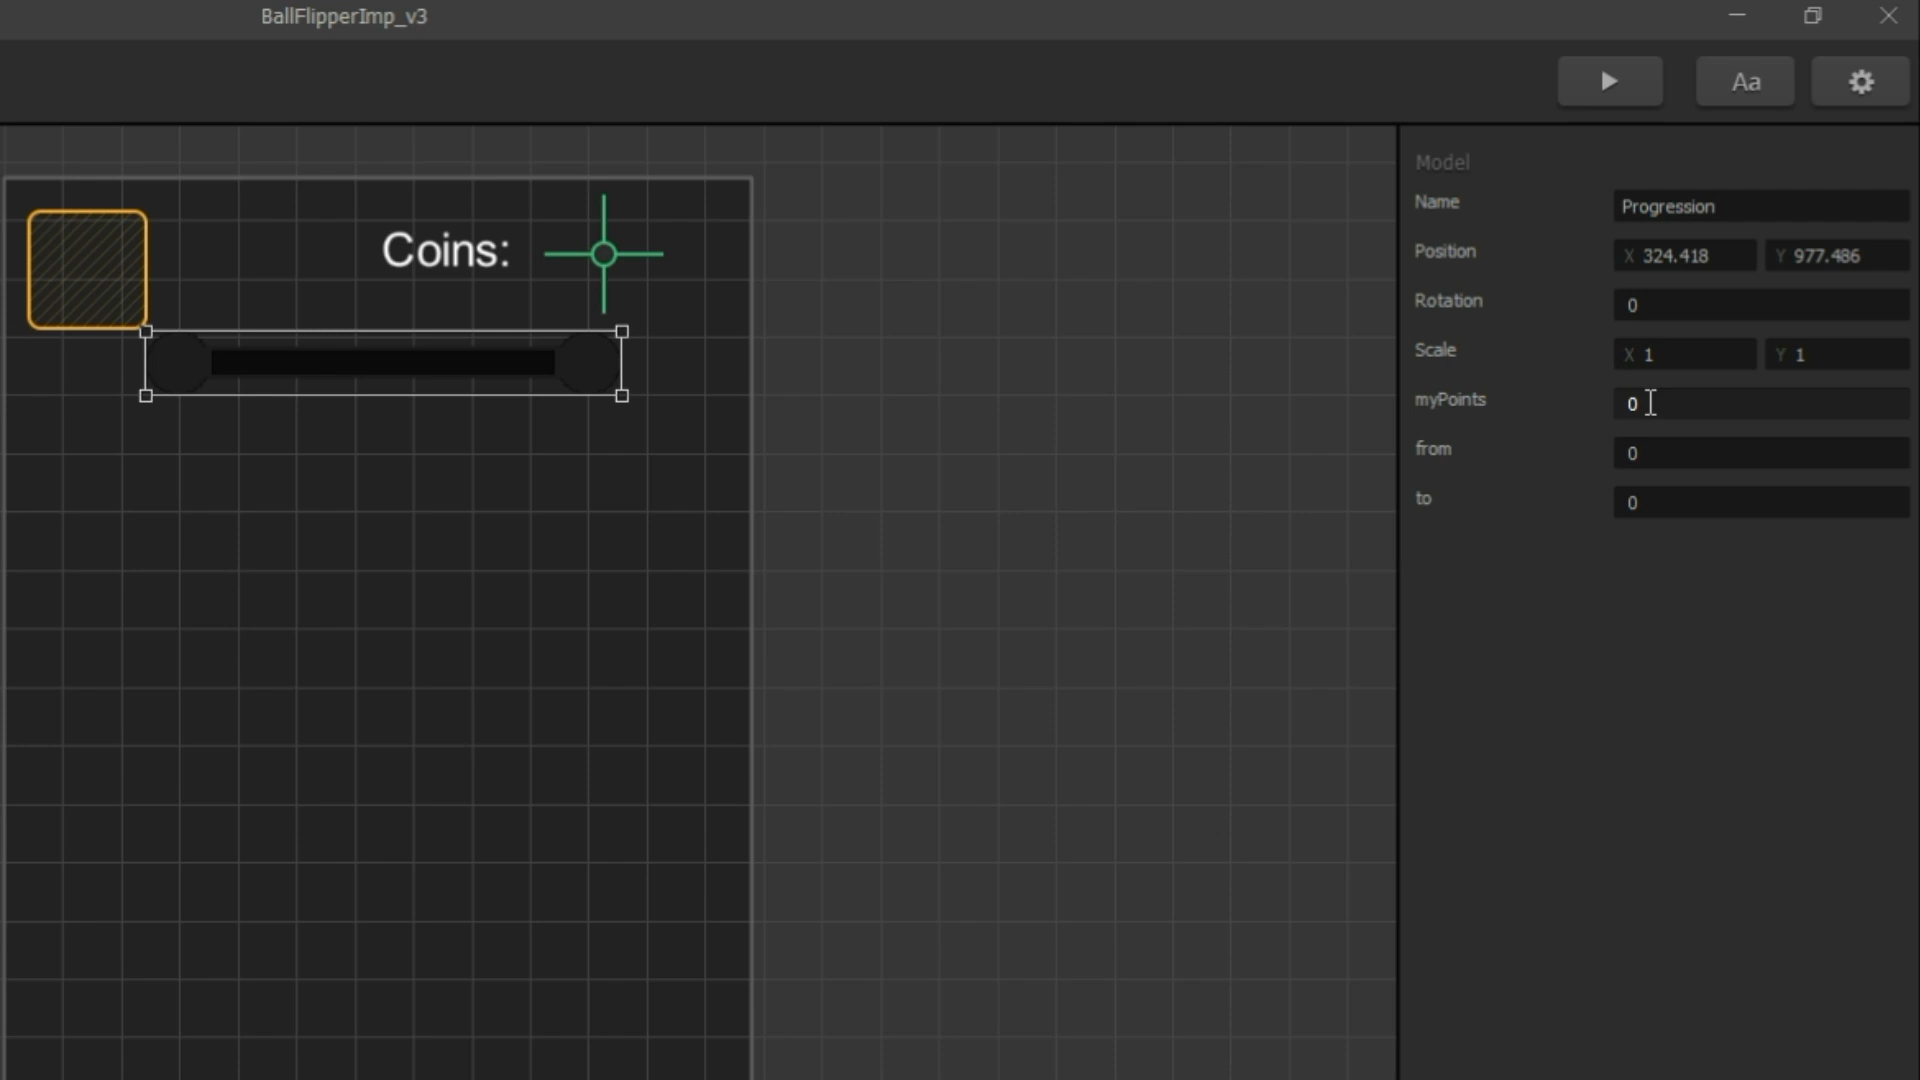 BallFlipperImp_v3
Aa
Model
Name Progression
Position X 324.418 Y 977.486
Rotation 0
Scale X 1 Y 1
myPoints 0
from 0
to 0
Coins: